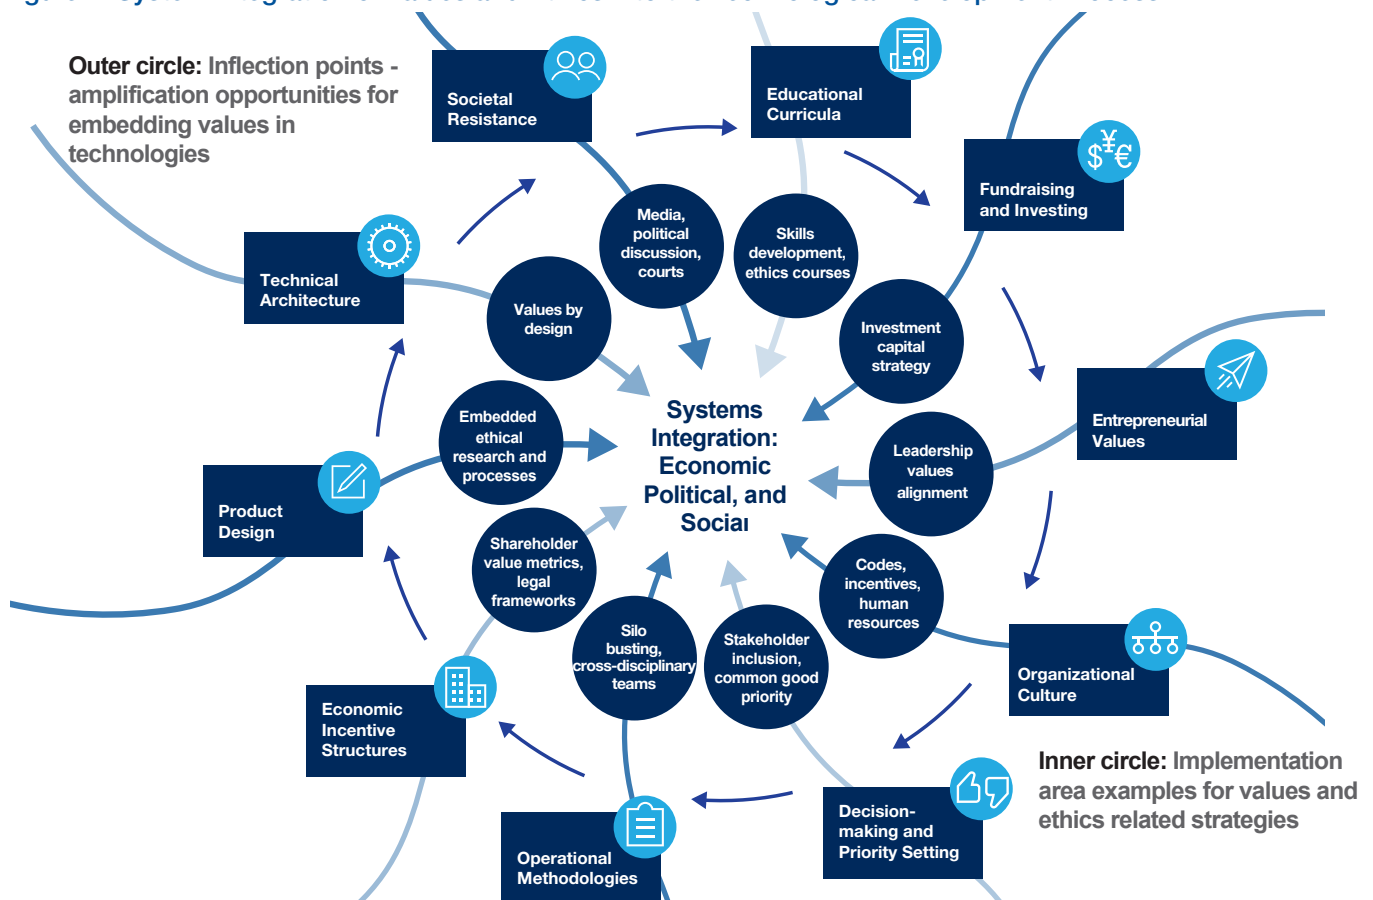 Outer circle: Inflection points -
amplification opportunities for
embedding values in
technologies
Societal
Resistance
Educational
Curricula
Fundraising
and Investing
$¥€
Technical
Architecture
Media,
political
discussion,
courts
Skills
development,
ethics courses
Values by
design
Investment
capital
strategy
Entrepreneurial
Values
Systems
Integration:
Economic
Political, and
Social
Embedded
ethical
research and
processes
Leadership
values
alignment
Product
Design
Shareholder
value metrics,
legal
frameworks
Codes,
incentives,
human
resources
Silo
busting,
cross-disciplinary
teams
Stakeholder
inclusion,
common good
priority
Organizational
Culture
Economic
Incentive
Structures
Operational
Methodologies
Decision-
making and
Priority Setting
Inner circle: Implementation
area examples for values and
ethics related strategies